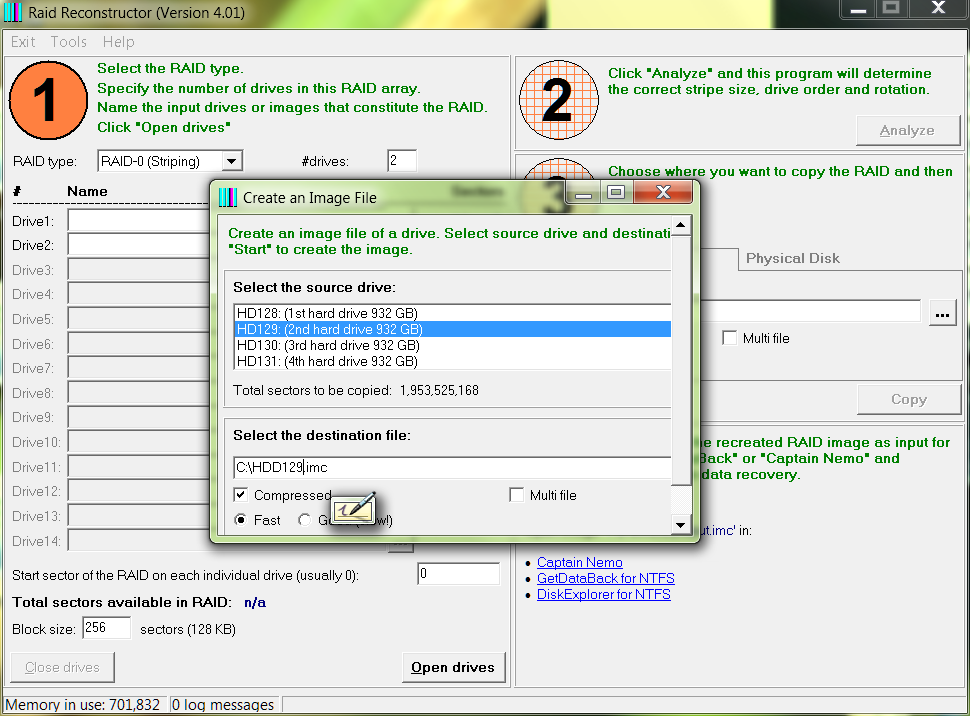 Raid Reconstructor (Version 4.01)
Exit Tools Help
1
Select the RAID type.
Specify the number of drives in this RAID array.
Name the input drives or images that constitute the RAID.
Click "Open drives"
RAID type: RAID-0 (Striping) #drives: 2
# Name Sectors
Drive1:
Drive2:
Drive3:
Drive4:
Drive5:
Drive6:
Drive7:
Drive8:
Drive9:
Drive10:
Drive11:
Drive12:
Drive13:
Drive14:
...
Start sector of the RAID on each individual drive (usually 0): 0
Total sectors available in RAID: n/a
Block size: 256 sectors (128 KB)
Close drives Open drives
Memory in use: 701,832 0 log messages
2
Click "Analyze" and this program will determine
the correct stripe size, drive order and rotation.
Analyze
3
Choose where you want to copy the RAID and then
Physical Disk
...
Multi file
Copy
recreated RAID image as input for
or "Captain Nemo" and
data recovery.
in:
Captain Nemo
GetDataBack for NTFS
DiskExplorer for NTFS
Create an Image File
Create an image file of a drive. Select source drive and
"Start" to create the image.
Select the source drive:
HD128: (1st hard drive 932 GB)
HD129: (2nd hard drive 932 GB)
HD130: (3rd hard drive 932 GB)
HD131: (4th hard drive 932 GB)
Total sectors to be copied: 1,953,525,168
Select the destination file:
C:\HDD129.imc
Compressed Multi file
Fast